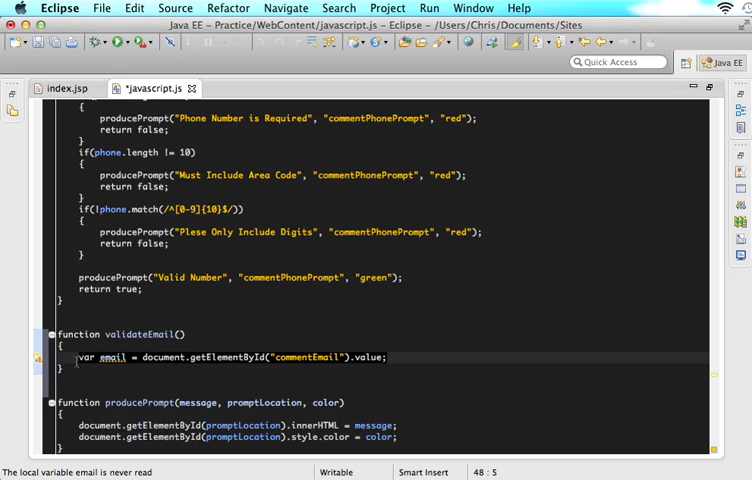 Eclipse File Edit Source Refactor Navigate Search Project Run Window Help
Java EE - Practice/WebContent/javascript.js - Eclipse - /Users/Chris/Documents/Sites
Quick Access
Java EE
index.jsp
*javascript.js
{
producePrompt("Phone Number is Required", "commentPhonePrompt", "red");
return false;
}
if(phone.length != 10)
{
producePrompt("Must Include Area Code", "commentPhonePrompt", "red");
return false;
}
if(!phone.match(/^[0-9]{10}$/))
{
producePrompt("Plese Only Include Digits", "commentPhonePrompt", "red");
return false;
}
producePrompt("Valid Number", "commentPhonePrompt", "green");
return true;
}
function validateEmail()
{
var email = document.getElementById("commentEmail").value;
}
function producePrompt(message, promptLocation, color)
{
document.getElementById(promptLocation).innerHTML = message;
document.getElementById(promptLocation).style.color = color;
}
The local variable email is never read
Writable
Smart Insert
48 : 5